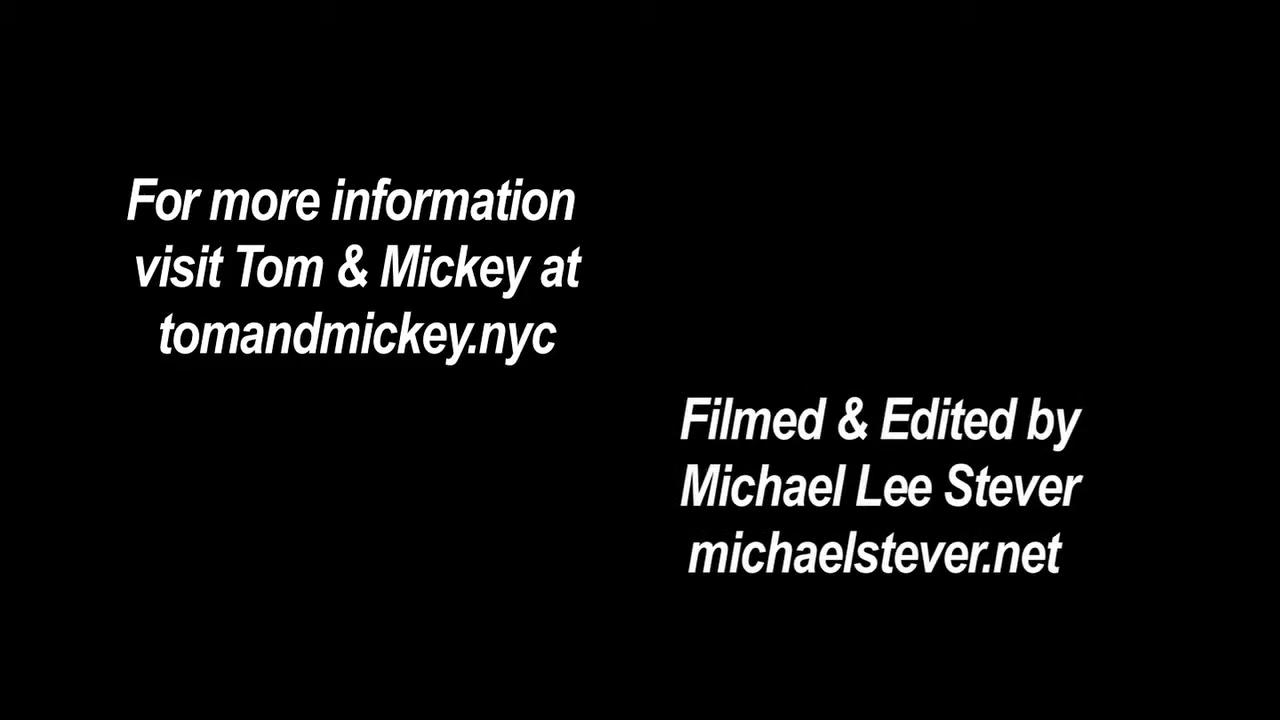 For more information
visit Tom & Mickey at
tomandmickey.nyc
Filmed & Edited by
Michael Lee Stever
michaelstever.net